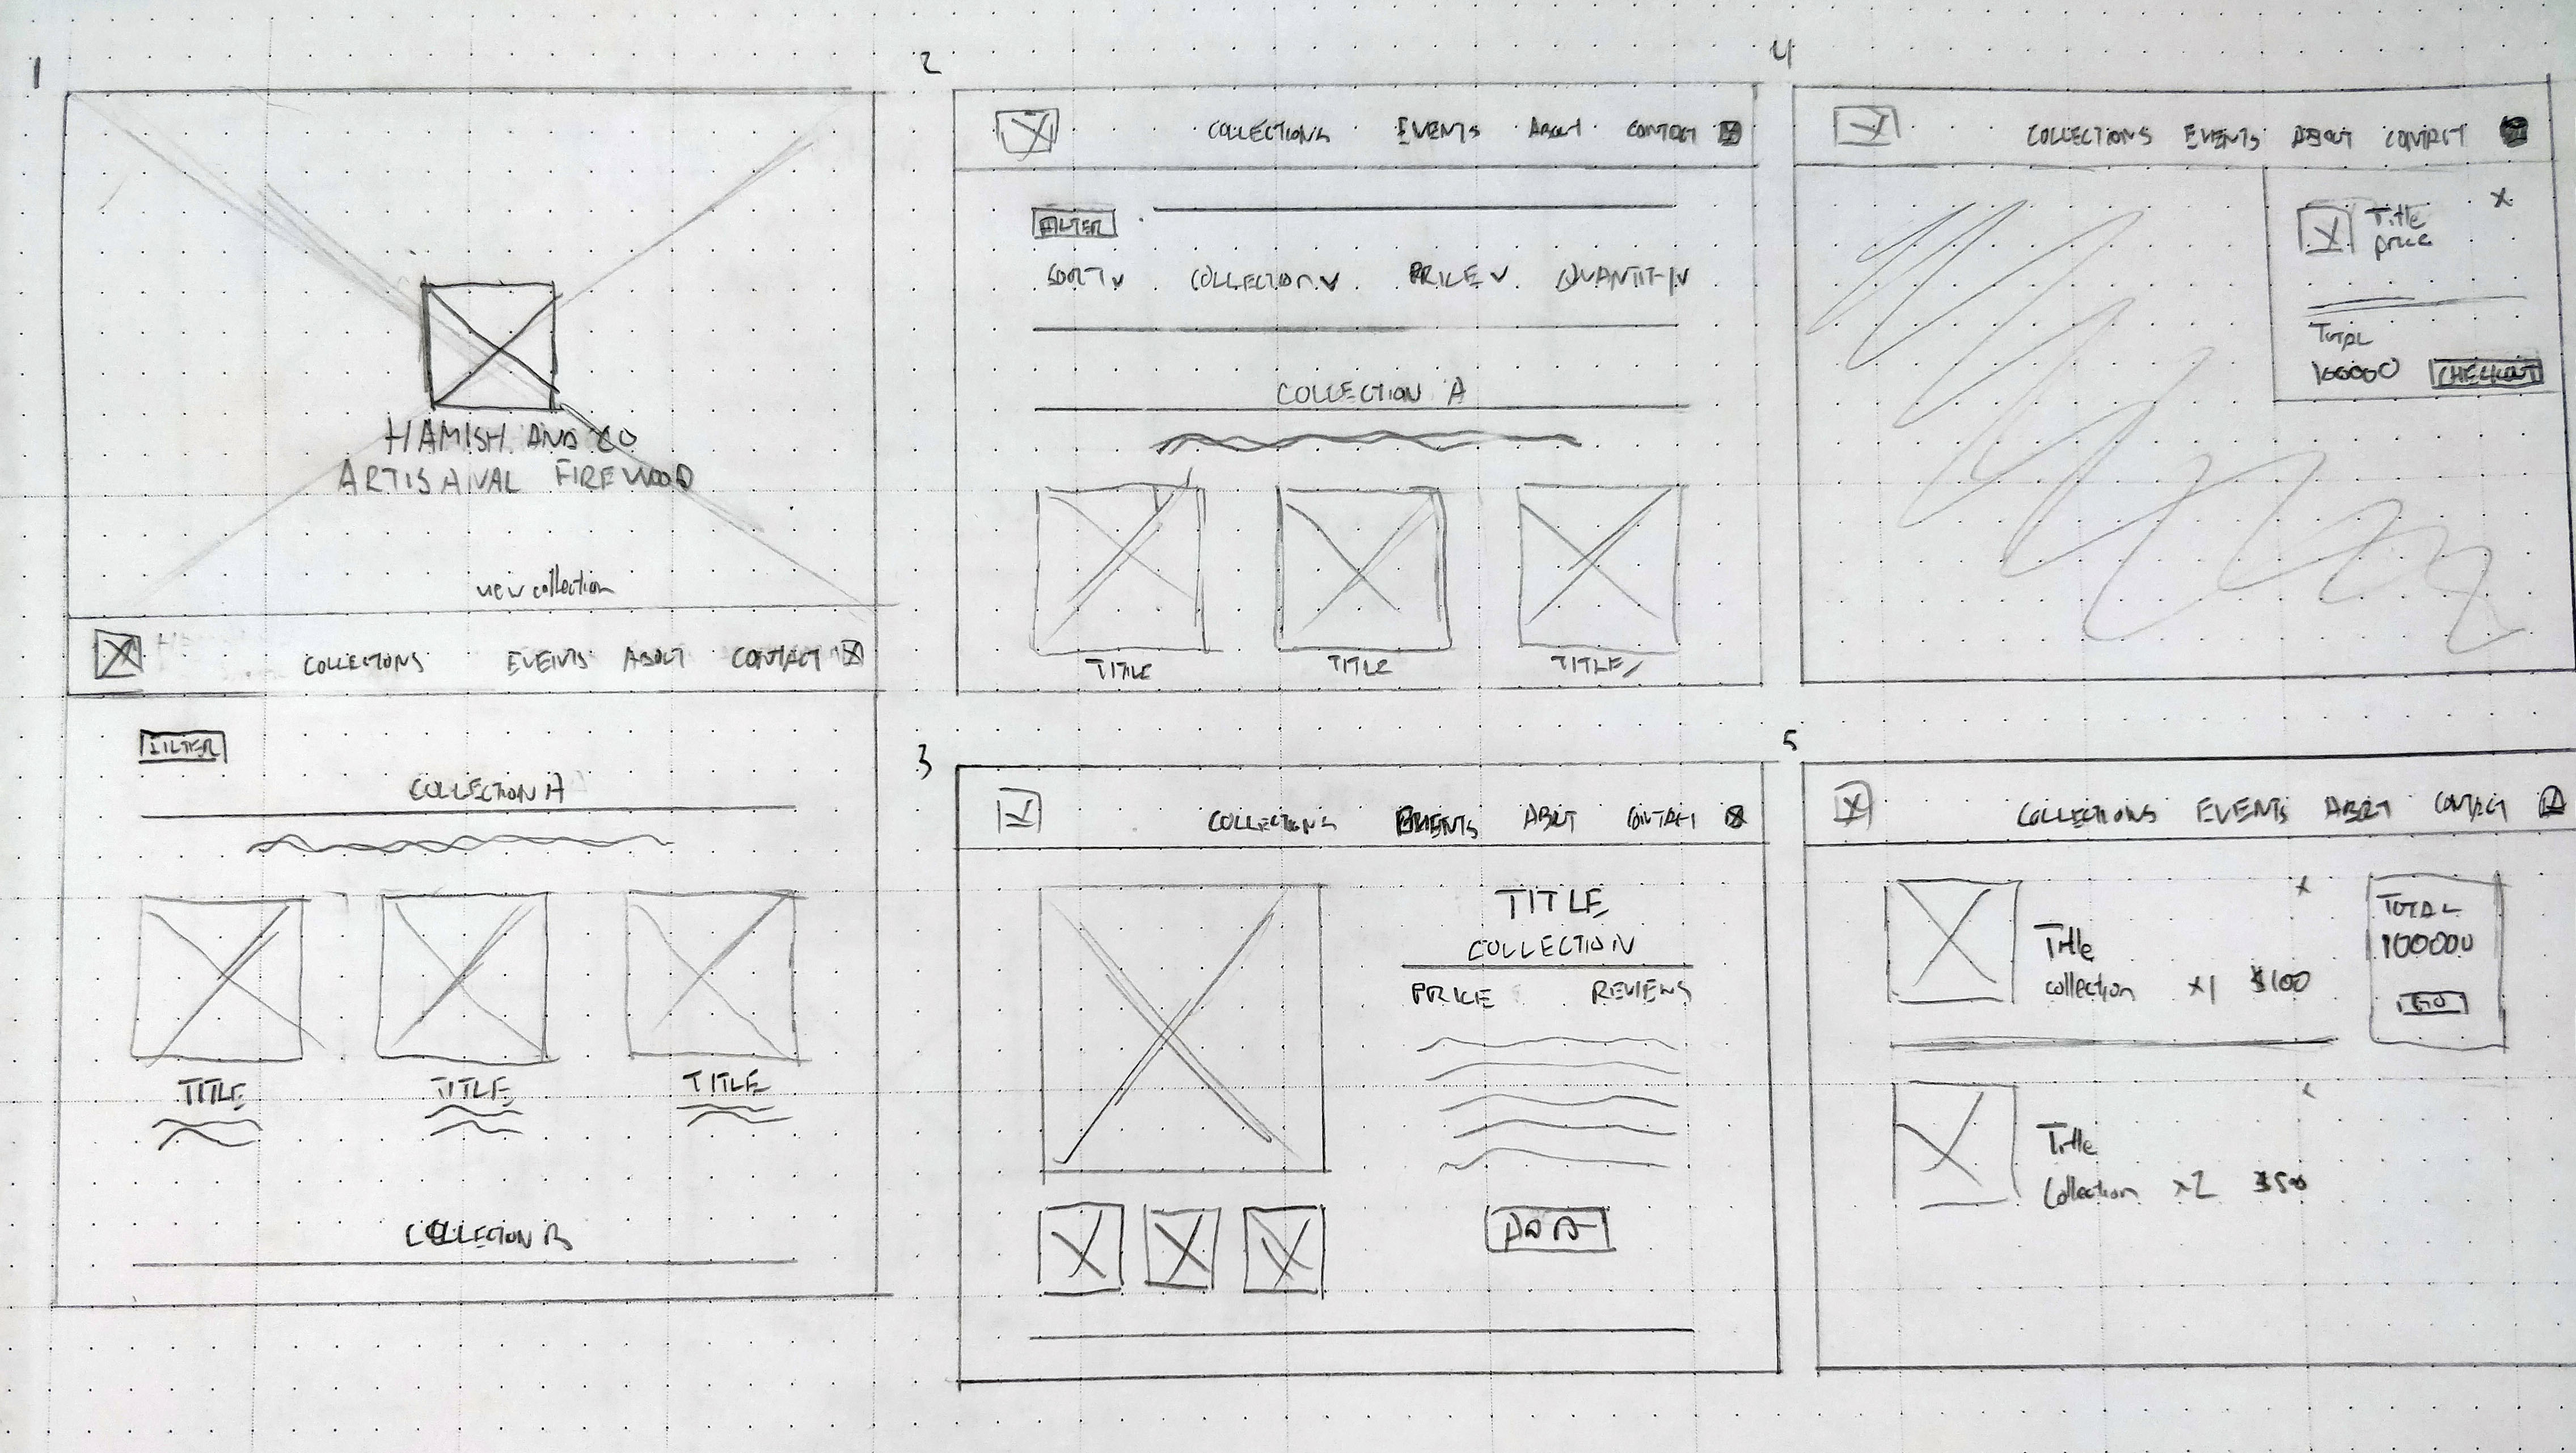 1
HAMISH AND CO
ARTISANAL FIREWOOD
view collection
COLLECTIONS EVENTS ABOUT CONTACT
FILTER
COLLECTION A
TITLE TITLE TITLE
COLLECTION B
2
COLLECTIONS EVENTS ABOUT CONTACT
FILTER
SORT v COLLECTION v PRICE v QUANTITY v
COLLECTION A
TITLE TITLE TITLE
3
COLLECTIONS EVENTS ABOUT CONTACT
TITLE
COLLECTION
PRICE REVIEWS
4
COLLECTIONS EVENTS ABOUT CONTACT
x
Title
price
TOTAL
100000 CHECKOUT
5
COLLECTIONS EVENTS ABOUT CONTACT
x
Title
collection x1 $100
TOTAL
100000
GO
x
Title
Collection x2 $50